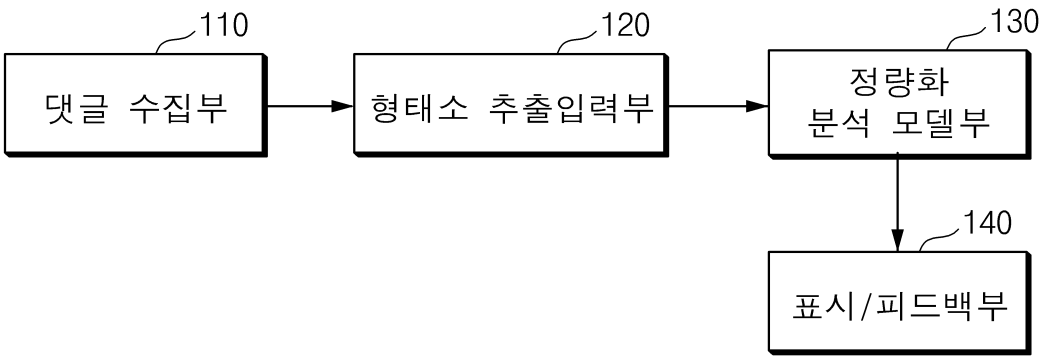 110
댓글 수집부
120
형태소 추출입력부
130
정량화
분석 모델부
140
표시/피드백부